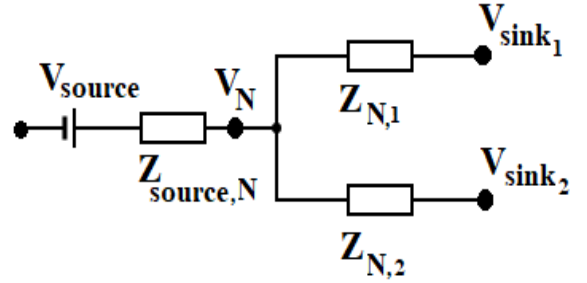 V_source
V_N
V_sink_1
Z_source,N
Z_N,1
V_sink_2
Z_N,2